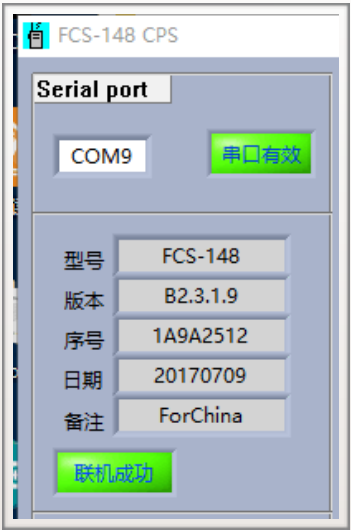 FCS-148 CPS
Serial port
COM9 串口有效
型号 FCS-148
版本 B2.3.1.9
序号 1A9A2512
日期 20170709
备注 ForChina
联机成功